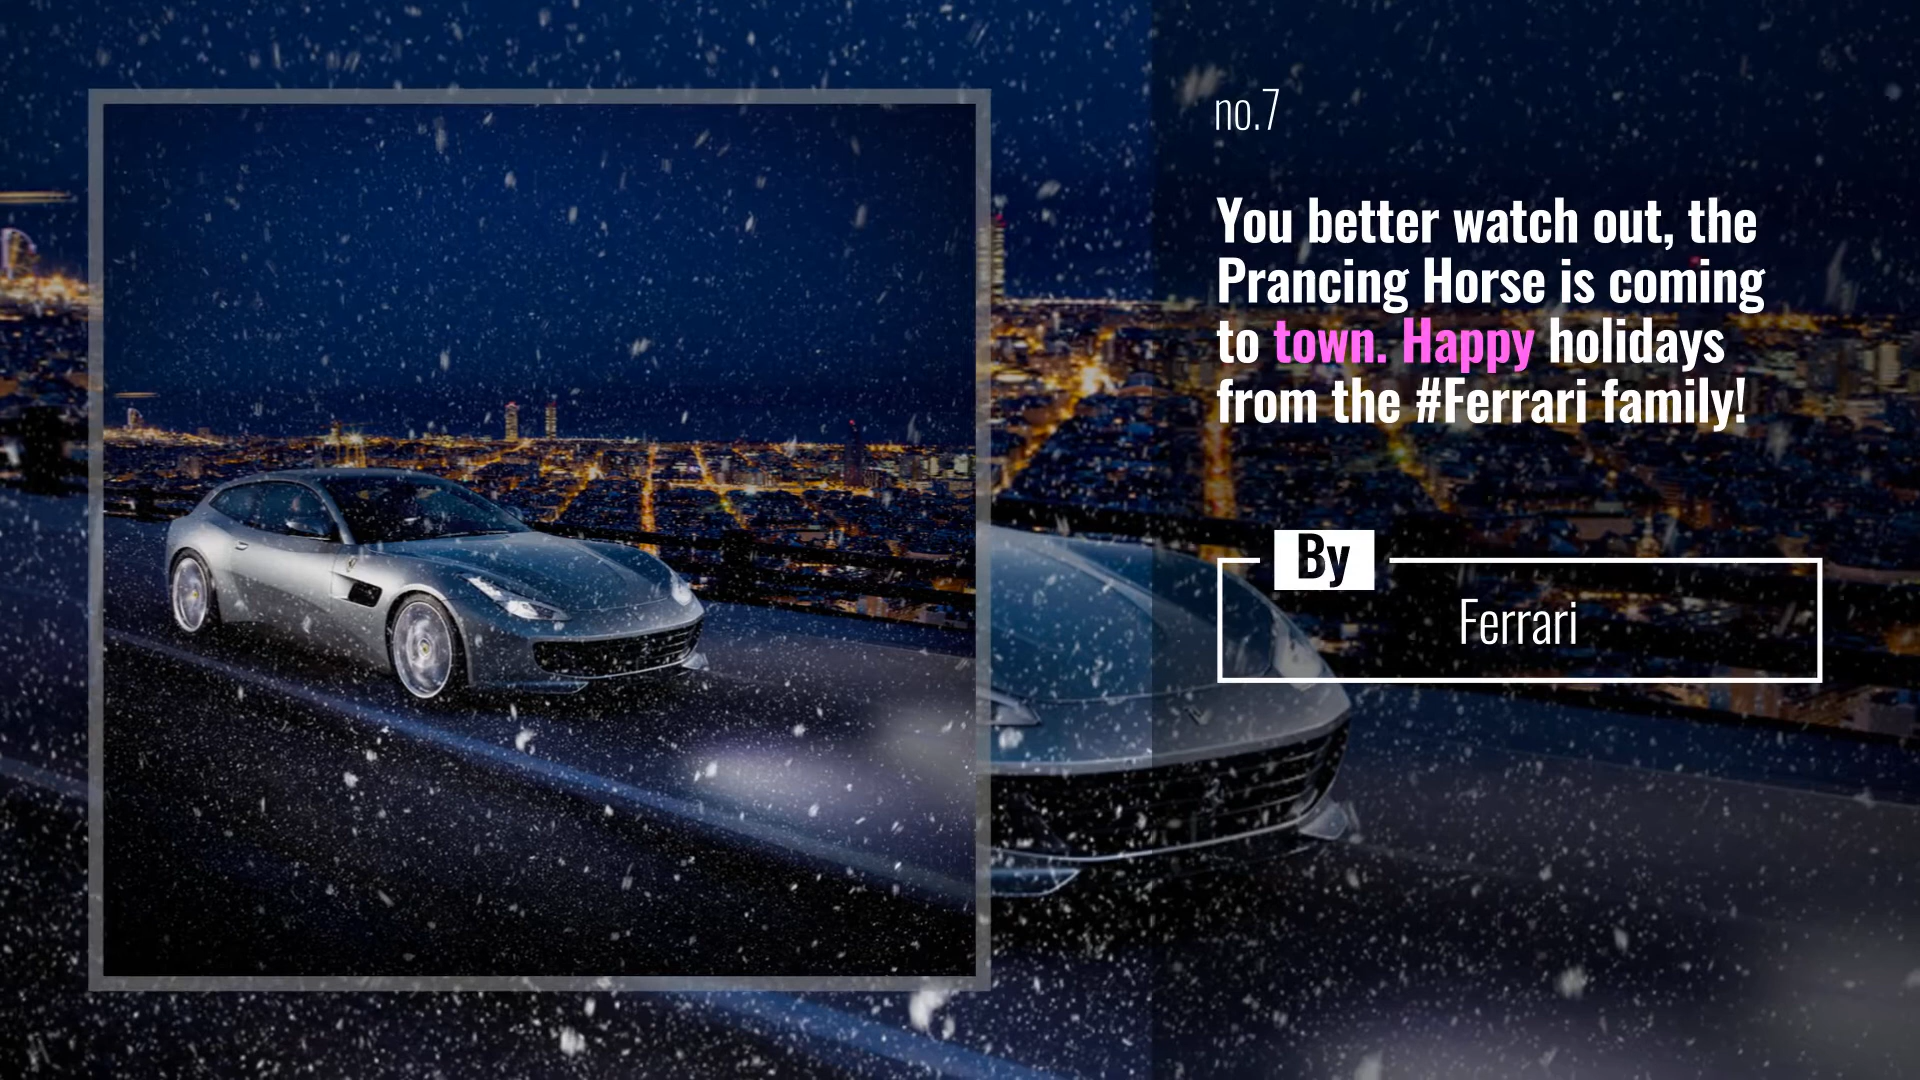 no.7
You better watch out, the
Prancing Horse is coming
to town. Happy holidays
from the #Ferrari family!
By
Ferrari